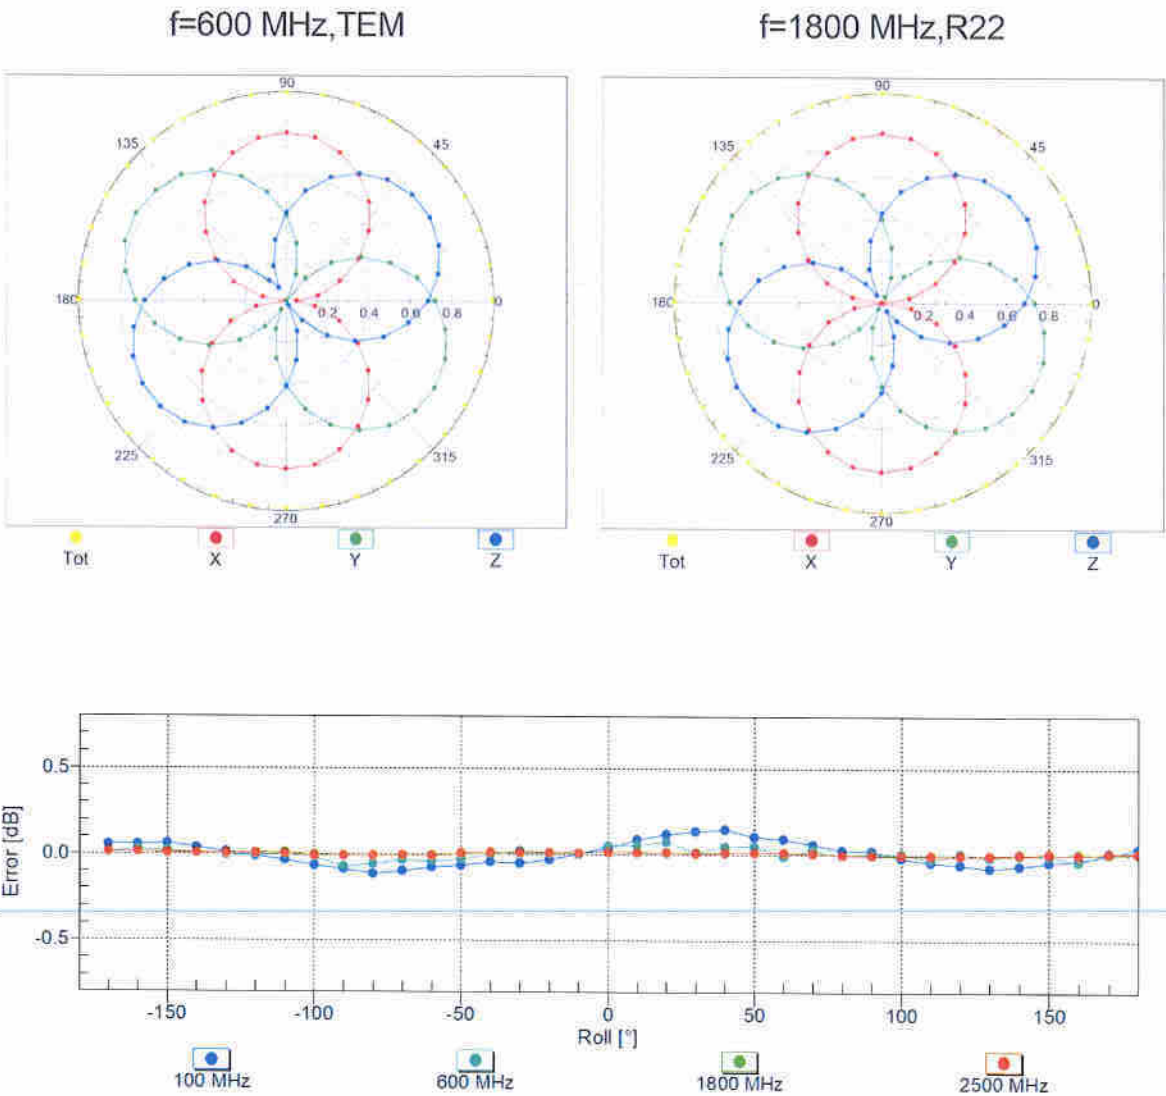 f=600 MHz,TEM
f=1800 MHz,R22
90
135
45
180
0.2
0.4
0.6
0.8
0
225
315
270
Tot
X
Y
Z
90
135
45
180
0.2
0.4
0.6
0.8
0
225
315
270
Tot
X
Y
Z
Error [dB]
0.5
0.0
-0.5
-150
-100
-50
0
50
100
150
Roll [°]
100 MHz
600 MHz
1800 MHz
2500 MHz